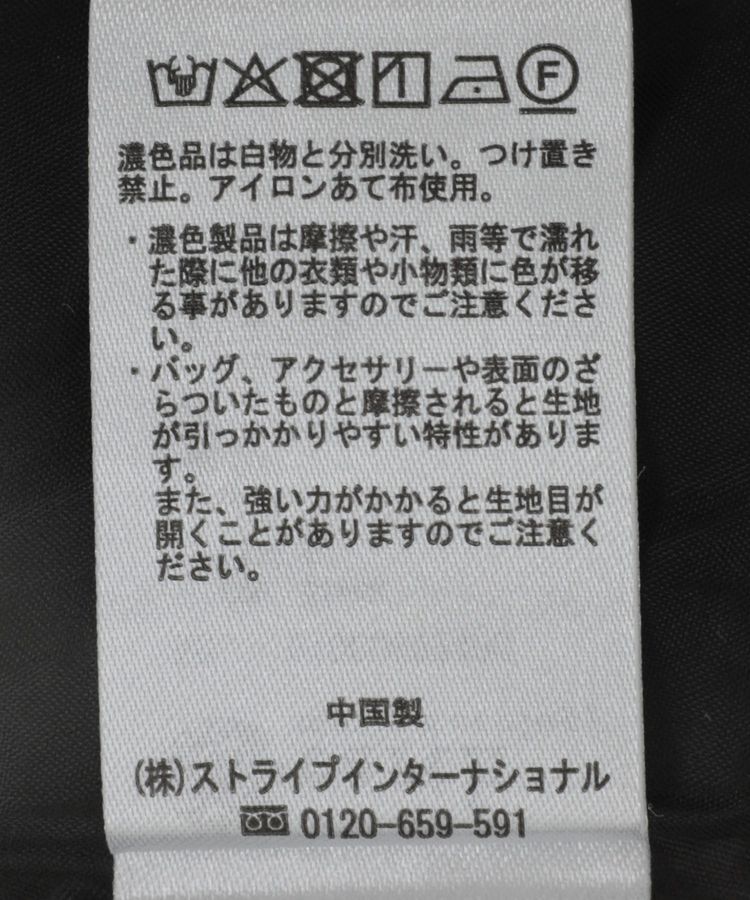 F
濃色品は白物と分別洗い。つけ置き
禁止。アイロンあて布使用。
・濃色製品は摩擦や汗、雨等で濡れ
た際に他の衣類や小物類に色が移
る事がありますのでご注意くださ
い。
・バッグ、アクセサリーや表面のざ
らついたものと摩擦されると生地
が引っかかりやすい特性がありま
す。
また、強い力がかかると生地目が
開くことがありますのでご注意く
ださい。
中国製
(株)ストライプインターナショナル
0120-659-591